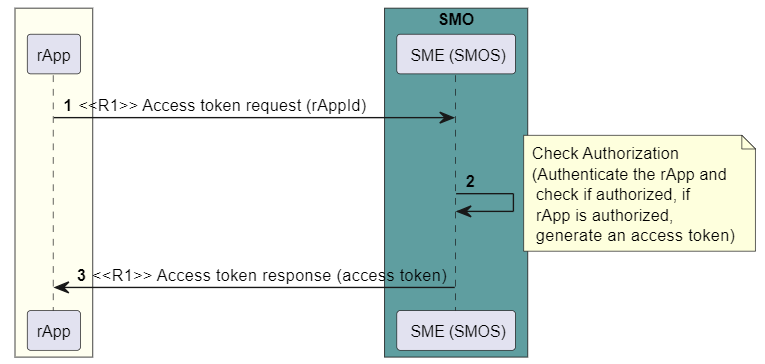 SMO
rApp
SME (SMOS)
1 <<R1>> Access token request (rAppId)
Check Authorization
(Authenticate the rApp and
check if authorized, if
rApp is authorized,
generate an access token)
2
3 <<R1>> Access token response (access token)
rApp
SME (SMOS)